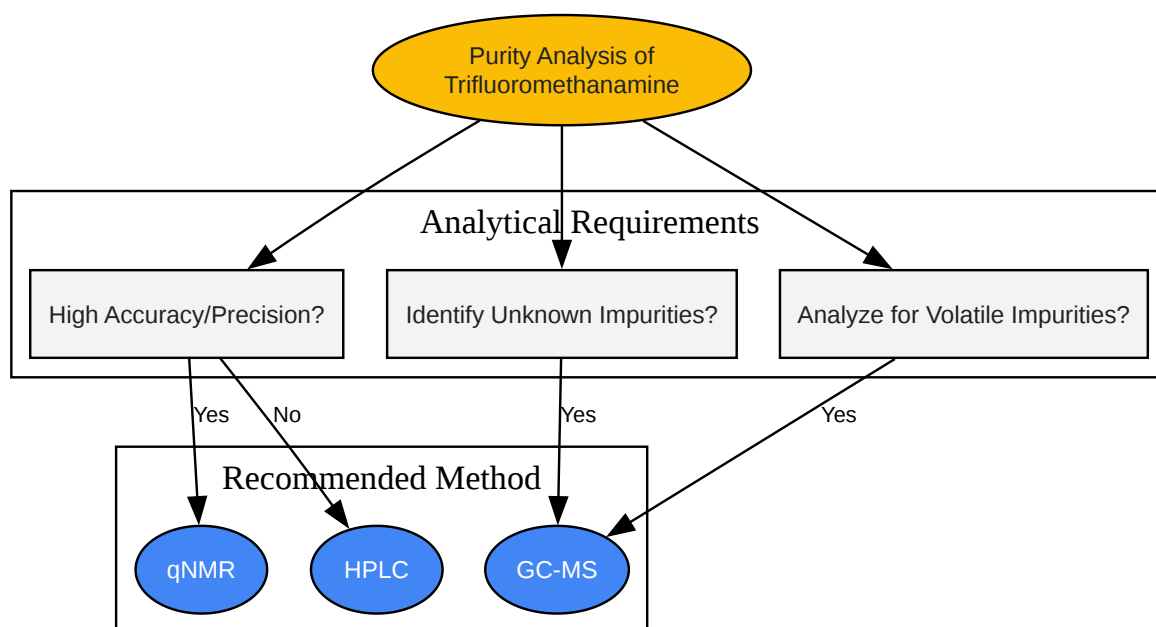 Purity Analysis of
Trifluoromethanamine
Analytical Requirements
High Accuracy/Precision?
Identify Unknown Impurities?
Analyze for Volatile Impurities?
Yes
No
Yes
Yes
Recommended Method
qNMR
HPLC
GC-MS